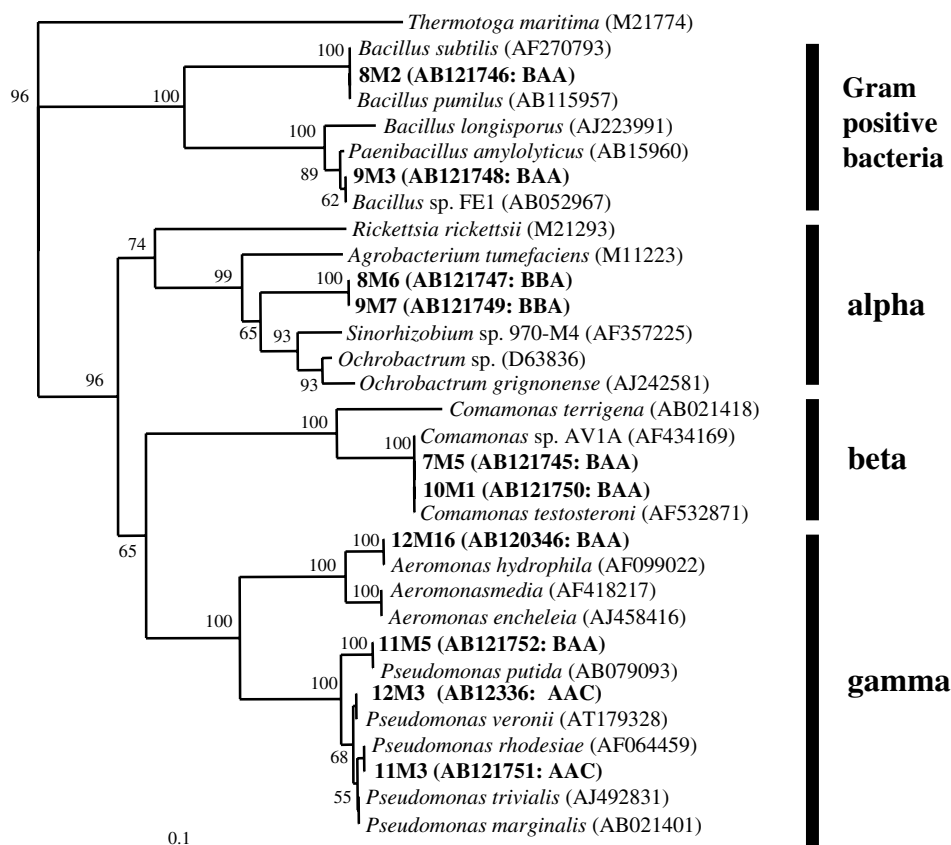 Thermotoga maritima (M21774)
100 Bacillus subtilis (AF270793)
8M2 (AB121746: BAA)
96 100 Bacillus pumilus (AB115957)
Gram
positive
bacteria
100 Bacillus longisporus (AJ223991)
Paenibacillus amylolyticus (AB15960)
89 9M3 (AB121748: BAA)
62 Bacillus sp. FE1 (AB052967)
74 Rickettsia rickettsii (M21293)
Agrobacterium tumefaciens (M11223)
99 100 8M6 (AB121747: BBA)
9M7 (AB121749: BBA)
alpha
65 93 Sinorhizobium sp. 970-M4 (AF357225)
Ochrobactrum sp. (D63836)
96 93 Ochrobactrum grignonense (AJ242581)
Comamonas terrigena (AB021418)
100 100 Comamonas sp. AV1A (AF434169)
7M5 (AB121745: BAA)
beta
10M1 (AB121750: BAA)
Comamonas testosteroni (AF532871)
65 100 12M16 (AB120346: BAA)
100 Aeromonas hydrophila (AF099022)
100 Aeromonasmedia (AF418217)
Aeromonas encheleia (AJ458416)
100 100 11M5 (AB121752: BAA)
Pseudomonas putida (AB079093)
100 12M3 (AB12336: AAC)
gamma
Pseudomonas veronii (AT179328)
68 Pseudomonas rhodesiae (AF064459)
11M3 (AB121751: AAC)
55 Pseudomonas trivialis (AJ492831)
Pseudomonas marginalis (AB021401)
0.1